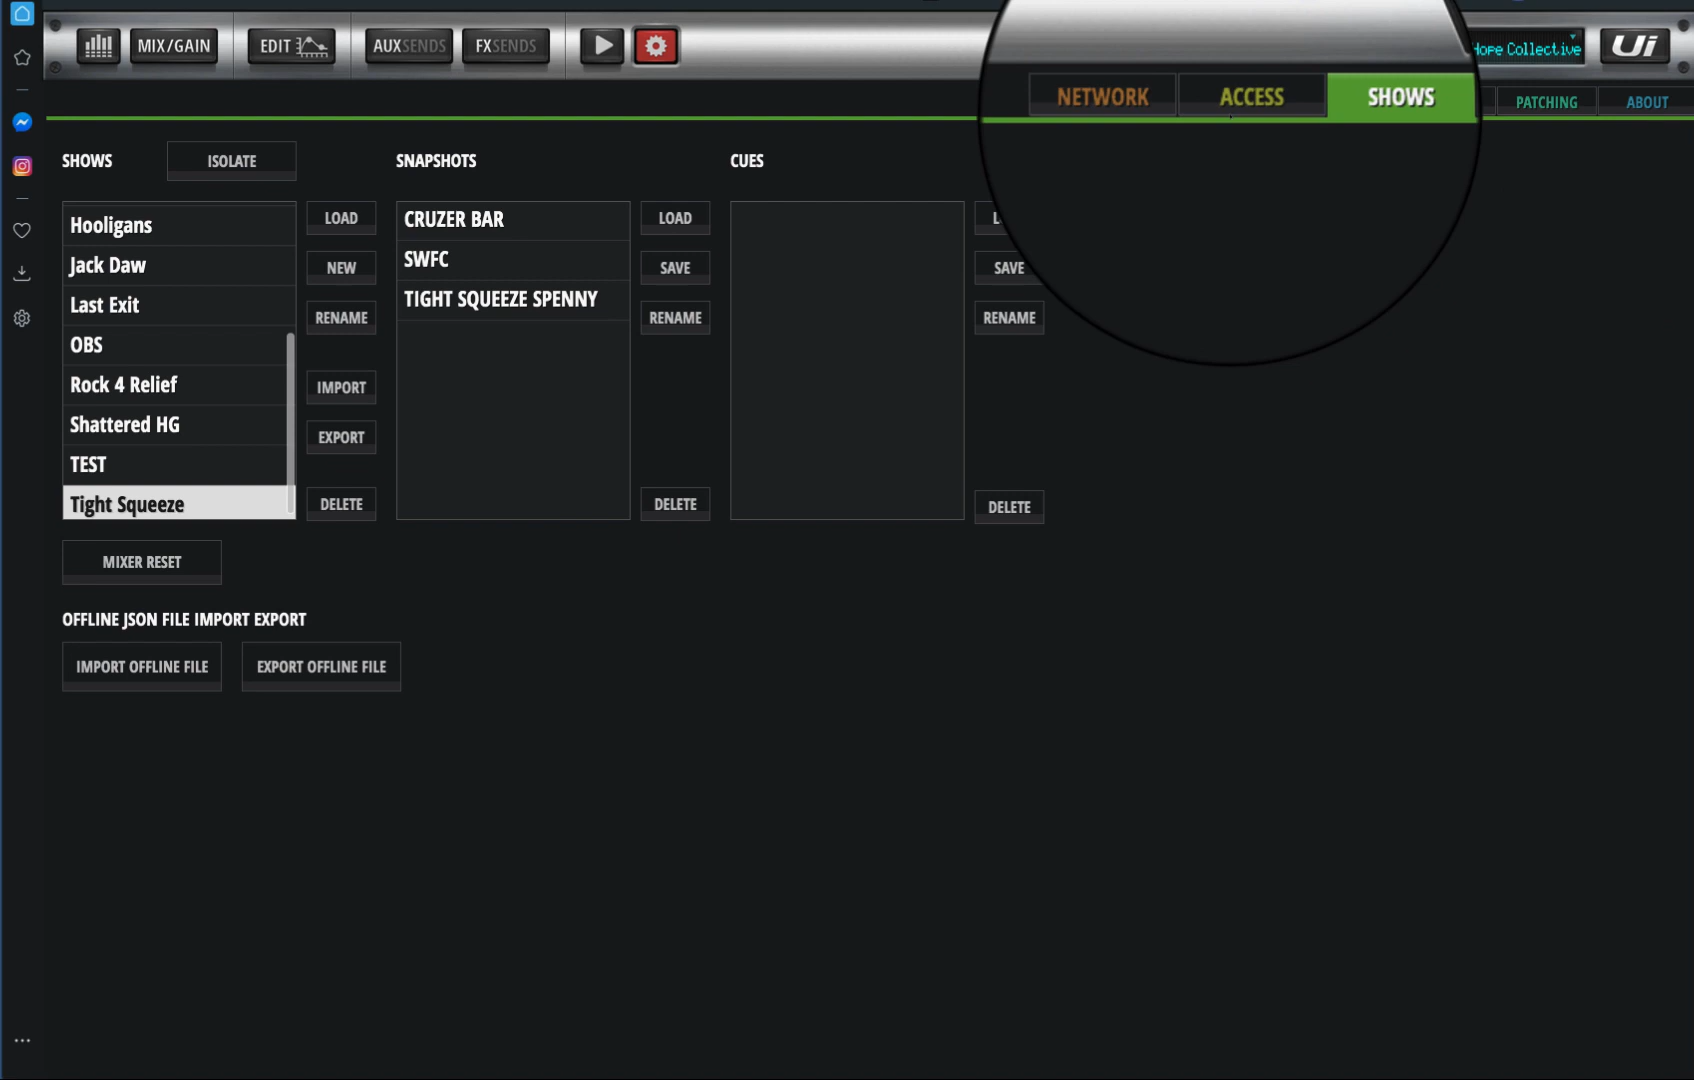 MIX/GAIN EDIT AUXSENDS FXSENDS Hope Collective Ui
NETWORK ACCESS SHOWS PATCHING ABOUT
SHOWS ISOLATE SNAPSHOTS CUES
Hooligans
Jack Daw
Last Exit
OBS
Rock 4 Relief
Shattered HG
TEST
Tight Squeeze
LOAD
NEW
RENAME
IMPORT
EXPORT
DELETE
CRUZER BAR
SWFC
TIGHT SQUEEZE SPENNY
LOAD
SAVE
RENAME
DELETE
SAVE
RENAME
DELETE
MIXER RESET
OFFLINE JSON FILE IMPORT EXPORT
IMPORT OFFLINE FILE EXPORT OFFLINE FILE